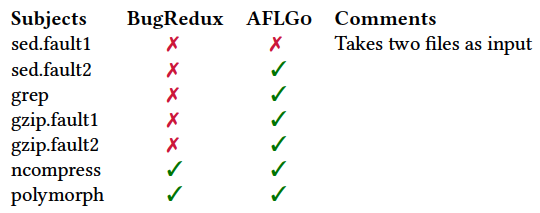 Subjects BugRedux AFLGo Comments
sed.fault1 ✗ ✗ Takes two files as input
sed.fault2 ✗ ✓
grep ✗ ✓
gzip.fault1 ✗ ✓
gzip.fault2 ✗ ✓
ncompress ✓ ✓
polymorph ✓ ✓